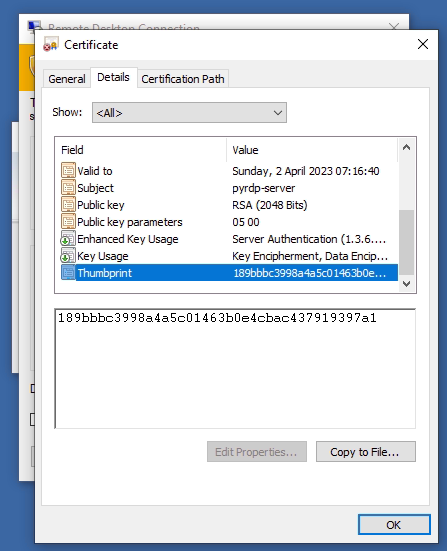 Remote Desktop Connection
Certificate
General Details Certification Path
Show: <All>
Field Value
Valid to Sunday, 2 April 2023 07:16:40
Subject pyrdp-server
Public key RSA (2048 Bits)
Public key parameters 05 00
Enhanced Key Usage Server Authentication (1.3.6....
Key Usage Key Encipherment, Data Encip...
Thumbprint 189bbbc3998a4a5c01463b0e...
189bbbc3998a4a5c01463b0e4cbac437919397a1
Edit Properties... Copy to File...
OK